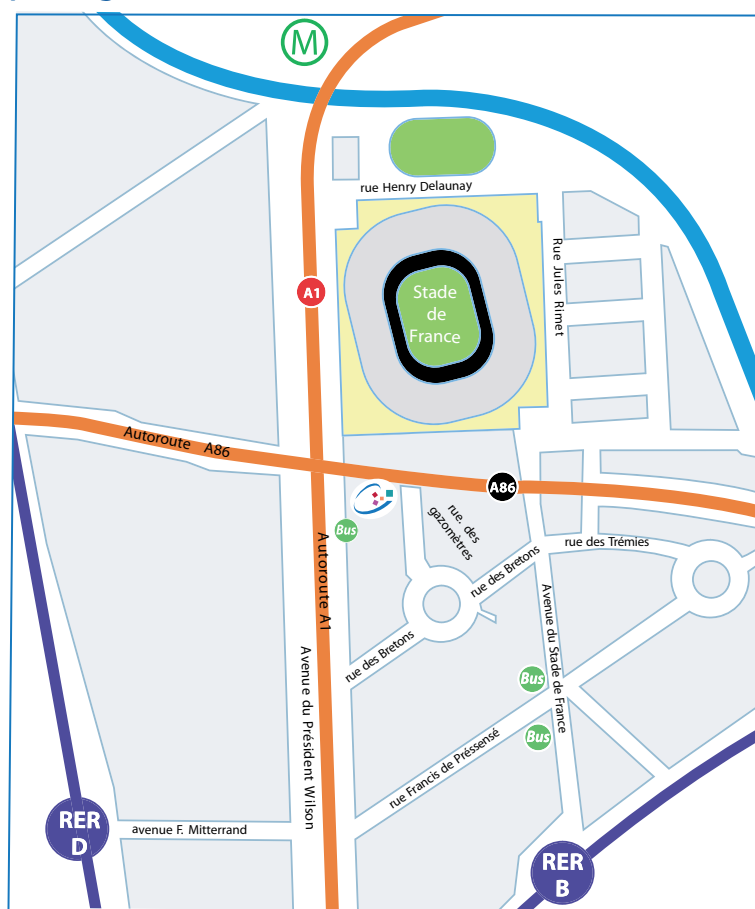 M
rue Henry Delaunay
Rue Jules Rimet
A1
Stade
de
France
Autoroute A86
A86
Bus
rue. des
gazomètres
rue des Trémies
Autoroute A1
rue des Bretons
rue des Bretons
Avenue du Stade de France
Avenue du Président Wilson
Bus
Bus
rue Francis de Préssensé
RER
D
avenue F. Mitterrand
RER
B